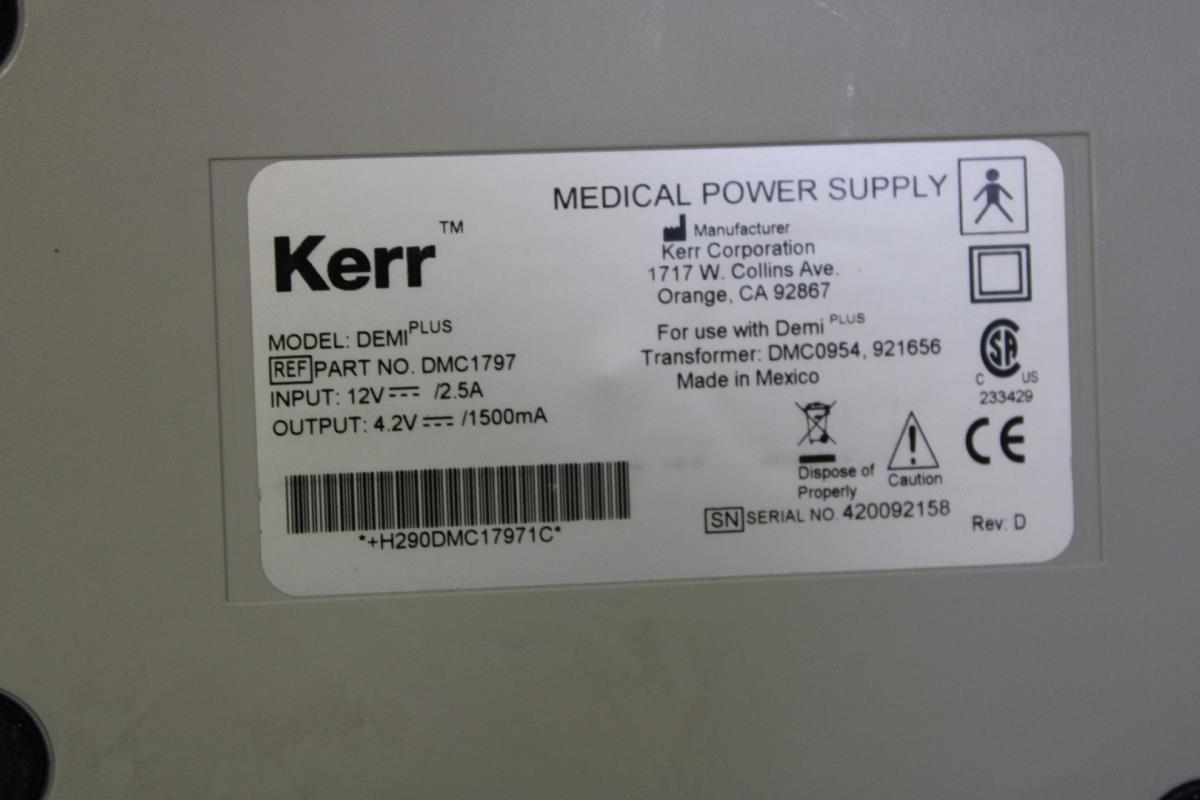 Kerr™
MODEL: DEMI PLUS
REF PART NO. DMC1797
INPUT: 12V⎓ /2.5A
OUTPUT: 4.2V⎓ /1500mA
*+H290DMC17971C*
MEDICAL POWER SUPPLY
Manufacturer
Kerr Corporation
1717 W. Collins Ave.
Orange, CA 92867
For use with Demi PLUS
Transformer: DMC0954, 921656
Made in Mexico
Dispose of
Properly
Caution
SN SERIAL NO. 420092158
SA
C US
233429
CE
Rev: D